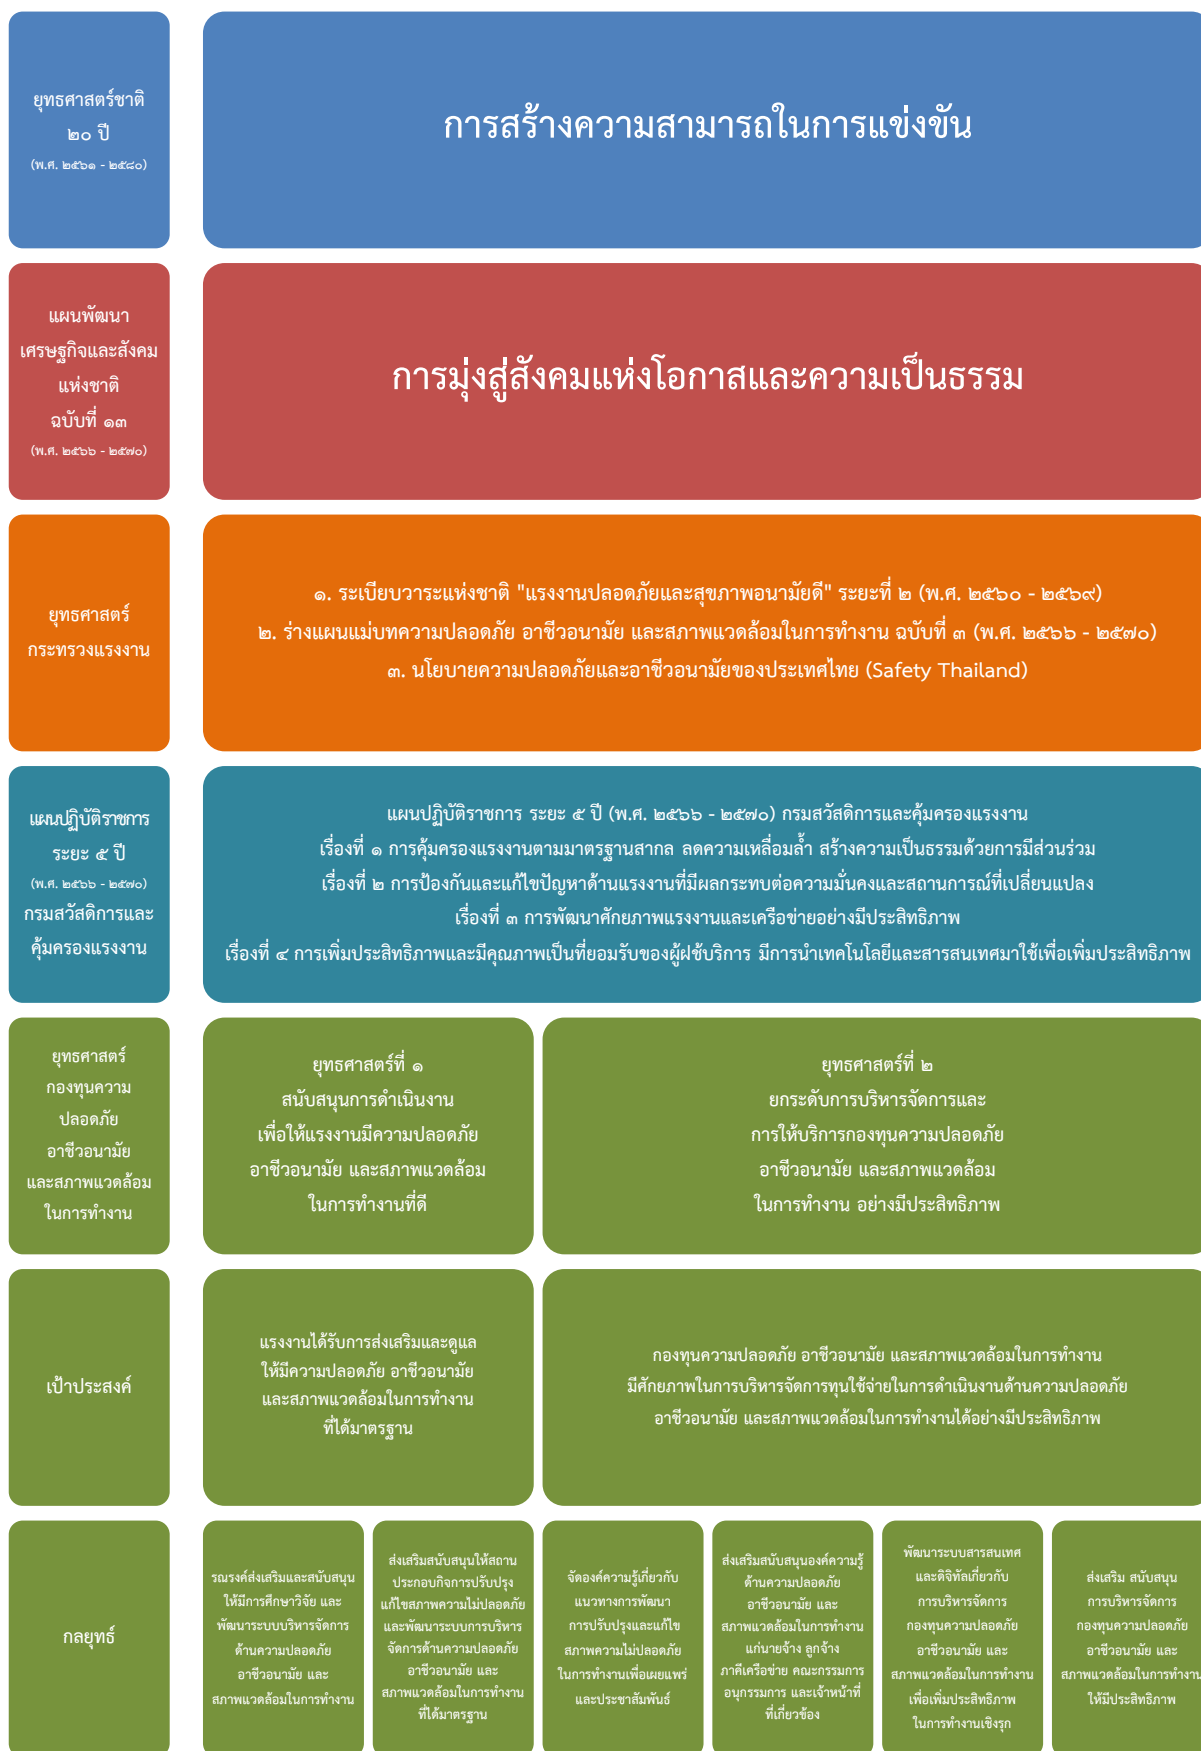 ยุทธศาสตร์ชาติ
๒๐ ปี
(พ.ศ. ๒๕๖๑ - ๒๕๘๐)
การสร้างความสามารถในการแข่งขัน
แผนพัฒนา
เศรษฐกิจและสังคม
แห่งชาติ
ฉบับที่ ๑๓
(พ.ศ. ๒๕๖๖ - ๒๕๗๐)
การมุ่งสู่สังคมแห่งโอกาสและความเป็นธรรม
ยุทธศาสตร์
กระทรวงแรงงาน
๑. ระเบียบวาระแห่งชาติ "แรงงานปลอดภัยและสุขภาพอนามัยดี" ระยะที่ ๒ (พ.ศ. ๒๕๖๐ - ๒๕๖๙)
๒. ร่างแผนแม่บทความปลอดภัย อาชีวอนามัย และสภาพแวดล้อมในการทำงาน ฉบับที่ ๓ (พ.ศ. ๒๕๖๖ - ๒๕๗๐)
๓. นโยบายความปลอดภัยและอาชีวอนามัยของประเทศไทย (Safety Thailand)
แผนปฏิบัติราชการ
ระยะ ๕ ปี
(พ.ศ. ๒๕๖๖ - ๒๕๗๐)
กรมสวัสดิการและ
คุ้มครองแรงงาน
แผนปฏิบัติราชการ ระยะ ๕ ปี (พ.ศ. ๒๕๖๖ - ๒๕๗๐) กรมสวัสดิการและคุ้มครองแรงงาน
เรื่องที่ ๑ การคุ้มครองแรงงานตามมาตรฐานสากล ลดความเหลื่อมล้ำ สร้างความเป็นธรรมด้วยการมีส่วนร่วม
เรื่องที่ ๒ การป้องกันและแก้ไขปัญหาด้านแรงงานที่มีผลกระทบต่อความมั่นคงและสถานการณ์ที่เปลี่ยนแปลง
เรื่องที่ ๓ การพัฒนาศักยภาพแรงงานและเครือข่ายอย่างมีประสิทธิภาพ
เรื่องที่ ๔ การเพิ่มประสิทธิภาพและมีคุณภาพเป็นที่ยอมรับของผู้ฝช้บริการ มีการนำเทคโนโลยีและสารสนเทศมาใช้เพื่อเพิ่มประสิทธิภาพ
ยุทธศาสตร์
กองทุนความ
ปลอดภัย
อาชีวอนามัย
และสภาพแวดล้อม
ในการทำงาน
ยุทธศาสตร์ที่ ๑
สนับสนุนการดำเนินงาน
เพื่อให้แรงงานมีความปลอดภัย
อาชีวอนามัย และสภาพแวดล้อม
ในการทำงานที่ดี
ยุทธศาสตร์ที่ ๒
ยกระดับการบริหารจัดการและ
การให้บริการกองทุนความปลอดภัย
อาชีวอนามัย และสภาพแวดล้อม
ในการทำงาน อย่างมีประสิทธิภาพ
เป้าประสงค์
แรงงานได้รับการส่งเสริมและดูแล
ให้มีความปลอดภัย อาชีวอนามัย
และสภาพแวดล้อมในการทำงาน
ที่ได้มาตรฐาน
กองทุนความปลอดภัย อาชีวอนามัย และสภาพแวดล้อมในการทำงาน
มีศักยภาพในการบริหารจัดการทุนใช้จ่ายในการดำเนินงานด้านความปลอดภัย
อาชีวอนามัย และสภาพแวดล้อมในการทำงานได้อย่างมีประสิทธิภาพ
กลยุทธ์
รณรงค์ส่งเสริมและสนับสนุน
ให้มีการศึกษาวิจัย และ
พัฒนาระบบบริหารจัดการ
ด้านความปลอดภัย
อาชีวอนามัย และ
สภาพแวดล้อมในการทำงาน
ส่งเสริมสนับสนุนให้สถาน
ประกอบกิจการปรับปรุง
แก้ไขสภาพความไม่ปลอดภัย
และพัฒนาระบบการบริหาร
จัดการด้านความปลอดภัย
อาชีวอนามัย และ
สภาพแวดล้อมในการทำงาน
ที่ได้มาตรฐาน
จัดองค์ความรู้เกี่ยวกับ
แนวทางการพัฒนา
การปรับปรุงและแก้ไข
สภาพความไม่ปลอดภัย
ในการทำงานเพื่อเผยแพร่
และประชาสัมพันธ์
ส่งเสริมสนับสนุนองค์ความรู้
ด้านความปลอดภัย
อาชีวอนามัย และ
สภาพแวดล้อมในการทำงาน
แก่นายจ้าง ลูกจ้าง
ภาคีเครือข่าย คณะกรรมการ
อนุกรรมการ และเจ้าหน้าที่
ที่เกี่ยวข้อง
พัฒนาระบบสารสนเทศ
และดิจิทัลเกี่ยวกับ
การบริหารจัดการ
กองทุนความปลอดภัย
อาชีวอนามัย และ
สภาพแวดล้อมในการทำงาน
เพื่อเพิ่มประสิทธิภาพ
ในการทำงานเชิงรุก
ส่งเสริม สนับสนุน
การบริหารจัดการ
กองทุนความปลอดภัย
อาชีวอนามัย และ
สภาพแวดล้อมในการทำงาน
ให้มีประสิทธิภาพ